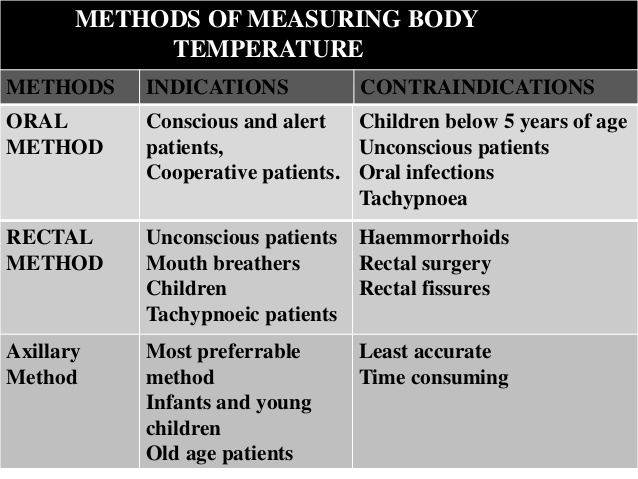 METHODS OF MEASURING BODY
TEMPERATURE
METHODS INDICATIONS CONTRAINDICATIONS
ORAL
METHOD
Conscious and alert
patients,
Cooperative patients.
Children below 5 years of age
Unconscious patients
Oral infections
Tachypnoea
RECTAL
METHOD
Unconscious patients
Mouth breathers
Children
Tachypnoeic patients
Haemmorrhoids
Rectal surgery
Rectal fissures
Axillary
Method
Most preferrable
method
Infants and young
children
Old age patients
Least accurate
Time consuming